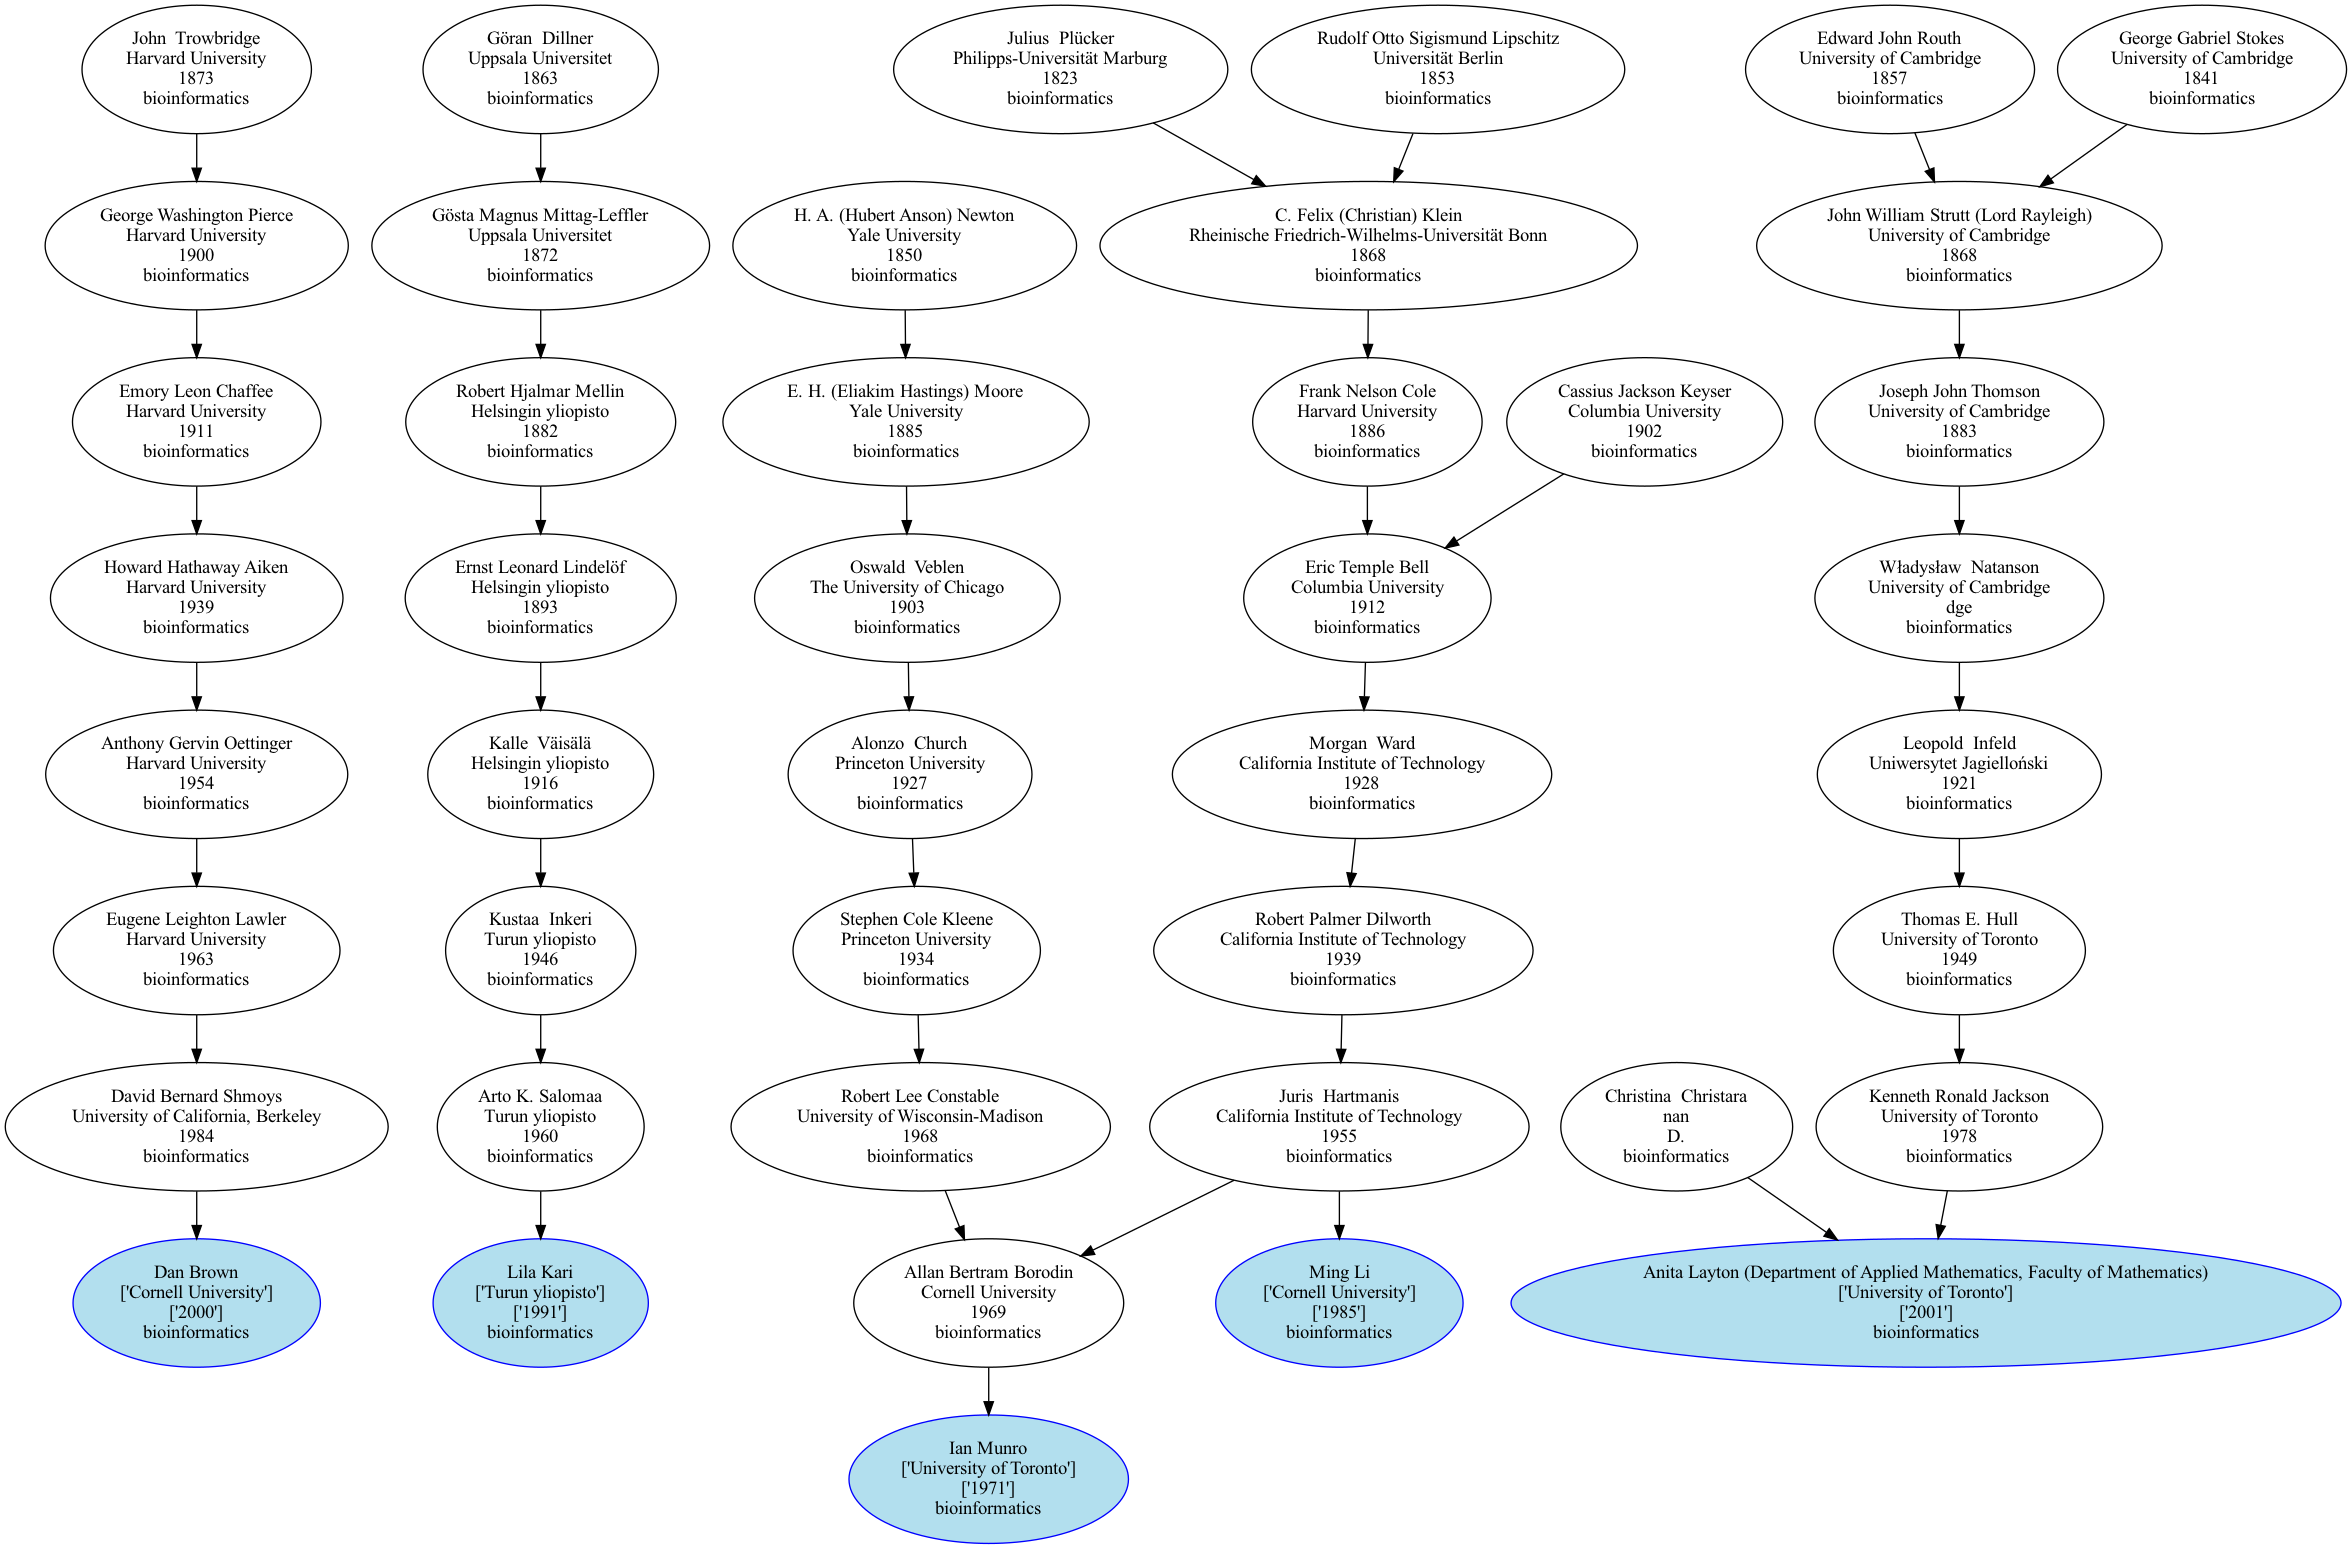 John  Trowbridge
Harvard University
1873
bioinformatics
Göran  Dillner
Uppsala Universitet
1863
bioinformatics
Julius  Plücker
Philipps-Universität Marburg
1823
bioinformatics
Rudolf Otto Sigismund Lipschitz
Universität Berlin
1853
bioinformatics
Edward John Routh
University of Cambridge
1857
bioinformatics
George Gabriel Stokes
University of Cambridge
1841
bioinformatics
George Washington Pierce
Harvard University
1900
bioinformatics
Gösta Magnus Mittag-Leffler
Uppsala Universitet
1872
bioinformatics
H. A. (Hubert Anson) Newton
Yale University
1850
bioinformatics
C. Felix (Christian) Klein
Rheinische Friedrich-Wilhelms-Universität Bonn
1868
bioinformatics
John William Strutt (Lord Rayleigh)
University of Cambridge
1868
bioinformatics
Emory Leon Chaffee
Harvard University
1911
bioinformatics
Robert Hjalmar Mellin
Helsingin yliopisto
1882
bioinformatics
E. H. (Eliakim Hastings) Moore
Yale University
1885
bioinformatics
Frank Nelson Cole
Harvard University
1886
bioinformatics
Cassius Jackson Keyser
Columbia University
1902
bioinformatics
Joseph John Thomson
University of Cambridge
1883
bioinformatics
Howard Hathaway Aiken
Harvard University
1939
bioinformatics
Ernst Leonard Lindelöf
Helsingin yliopisto
1893
bioinformatics
Oswald  Veblen
The University of Chicago
1903
bioinformatics
Eric Temple Bell
Columbia University
1912
bioinformatics
Władysław  Natanson
University of Cambridge
dge
bioinformatics
Anthony Gervin Oettinger
Harvard University
1954
bioinformatics
Kalle  Väisälä
Helsingin yliopisto
1916
bioinformatics
Alonzo  Church
Princeton University
1927
bioinformatics
Morgan  Ward
California Institute of Technology
1928
bioinformatics
Leopold  Infeld
Uniwersytet Jagielloński
1921
bioinformatics
Eugene Leighton Lawler
Harvard University
1963
bioinformatics
Kustaa  Inkeri
Turun yliopisto
1946
bioinformatics
Stephen Cole Kleene
Princeton University
1934
bioinformatics
Robert Palmer Dilworth
California Institute of Technology
1939
bioinformatics
Thomas E. Hull
University of Toronto
1949
bioinformatics
David Bernard Shmoys
University of California, Berkeley
1984
bioinformatics
Arto K. Salomaa
Turun yliopisto
1960
bioinformatics
Robert Lee Constable
University of Wisconsin-Madison
1968
bioinformatics
Juris  Hartmanis
California Institute of Technology
1955
bioinformatics
Christina  Christara
nan
D.
bioinformatics
Kenneth Ronald Jackson
University of Toronto
1978
bioinformatics
Dan Brown
['Cornell University']
['2000']
bioinformatics
Lila Kari
['Turun yliopisto']
['1991']
bioinformatics
Allan Bertram Borodin
Cornell University
1969
bioinformatics
Ming Li
['Cornell University']
['1985']
bioinformatics
Anita Layton (Department of Applied Mathematics, Faculty of Mathematics)
['University of Toronto']
['2001']
bioinformatics
Ian Munro
['University of Toronto']
['1971']
bioinformatics